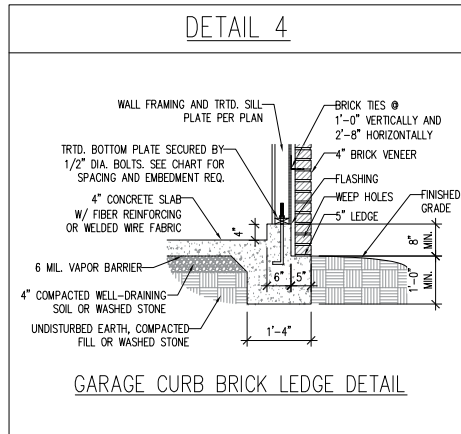 DETAIL 4
WALL FRAMING AND TRTD. SILL
PLATE PER PLAN
TRTD. BOTTOM PLATE SECURED BY
1/2" DIA. BOLTS. SEE CHART FOR
SPACING AND EMBEDMENT REQ.
4" CONCRETE SLAB
W/ FIBER REINFORCING
OR WELDED WIRE FABRIC
6 MIL. VAPOR BARRIER
4" COMPACTED WELL-DRAINING
SOIL OR WASHED STONE
UNDISTURBED EARTH, COMPACTED
FILL OR WASHED STONE
BRICK TIES @
1'-0" VERTICALLY AND
2'-8" HORIZONTALLY
4" BRICK VENEER
FLASHING
WEEP HOLES
5" LEDGE
FINISHED
GRADE
4"
6"
5"
8"
MIN.
1'-0"
MIN.
1'-4"
GARAGE CURB BRICK LEDGE DETAIL